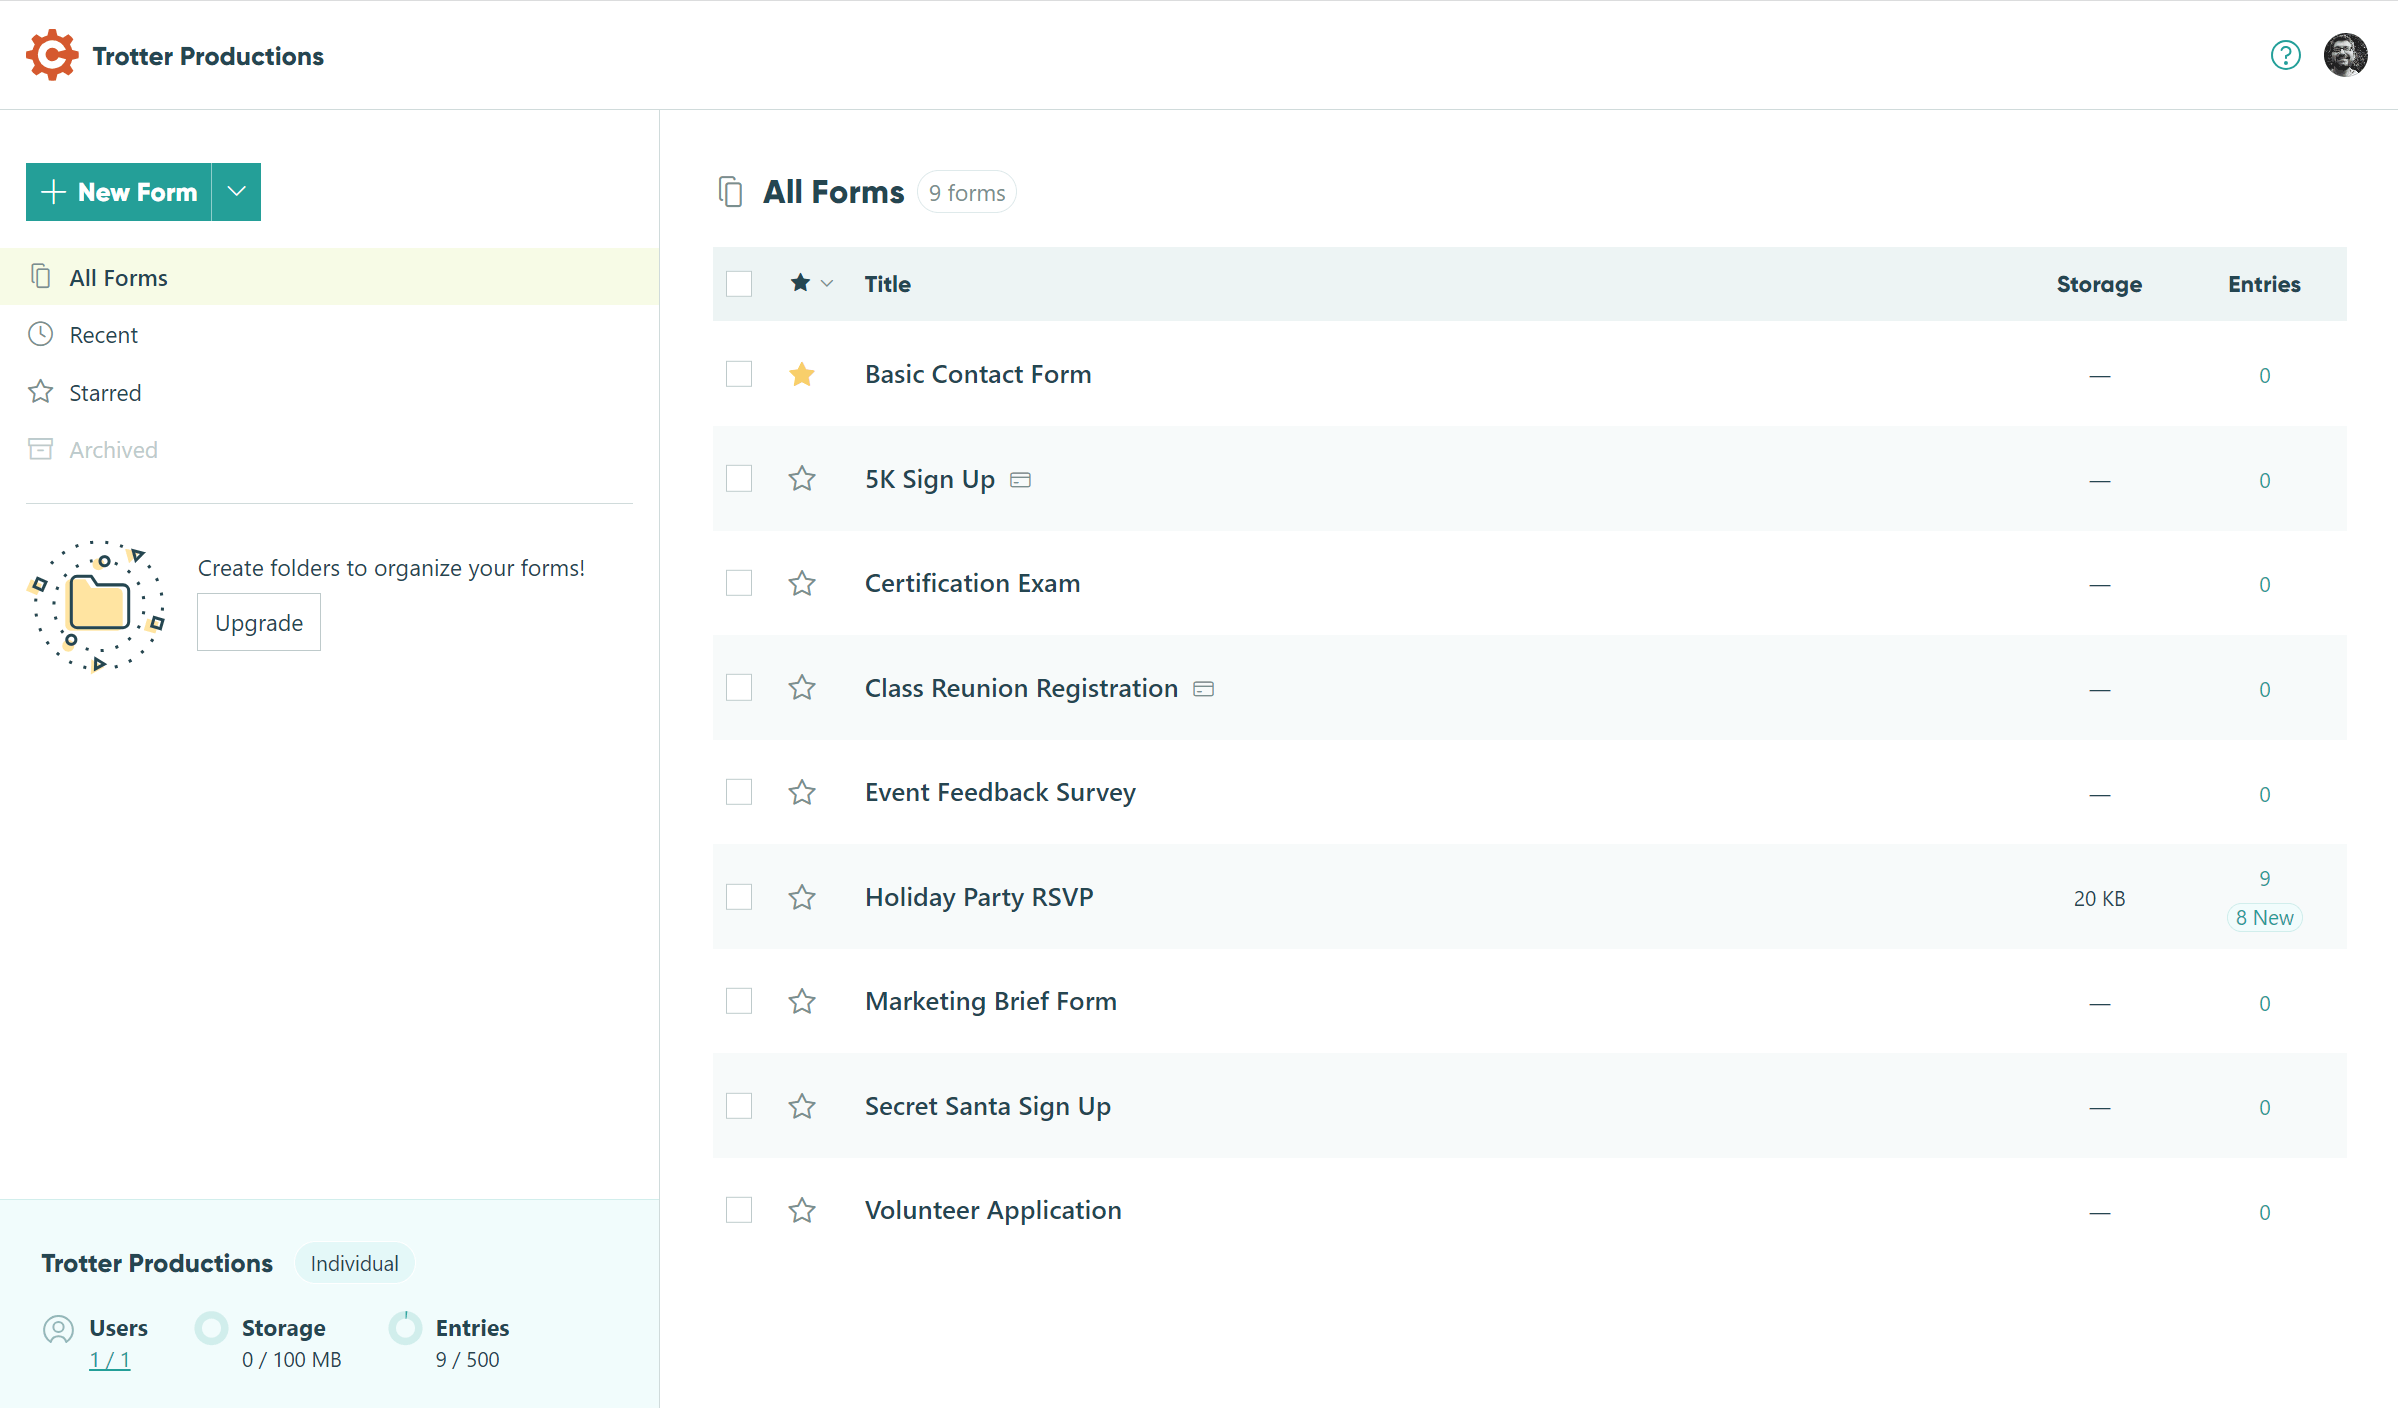 Trotter Productions
New Form
All Forms
Recent
Starred
Archived
Create folders to organize your forms!
Upgrade
Trotter Productions Individual
Users Storage Entries
1 / 1 0 / 100 MB 9 / 500
All Forms 9 forms
Title Storage Entries
Basic Contact Form — 0
5K Sign Up — 0
Certification Exam — 0
Class Reunion Registration — 0
Event Feedback Survey — 0
Holiday Party RSVP 20 KB 9
8 New
Marketing Brief Form — 0
Secret Santa Sign Up — 0
Volunteer Application — 0